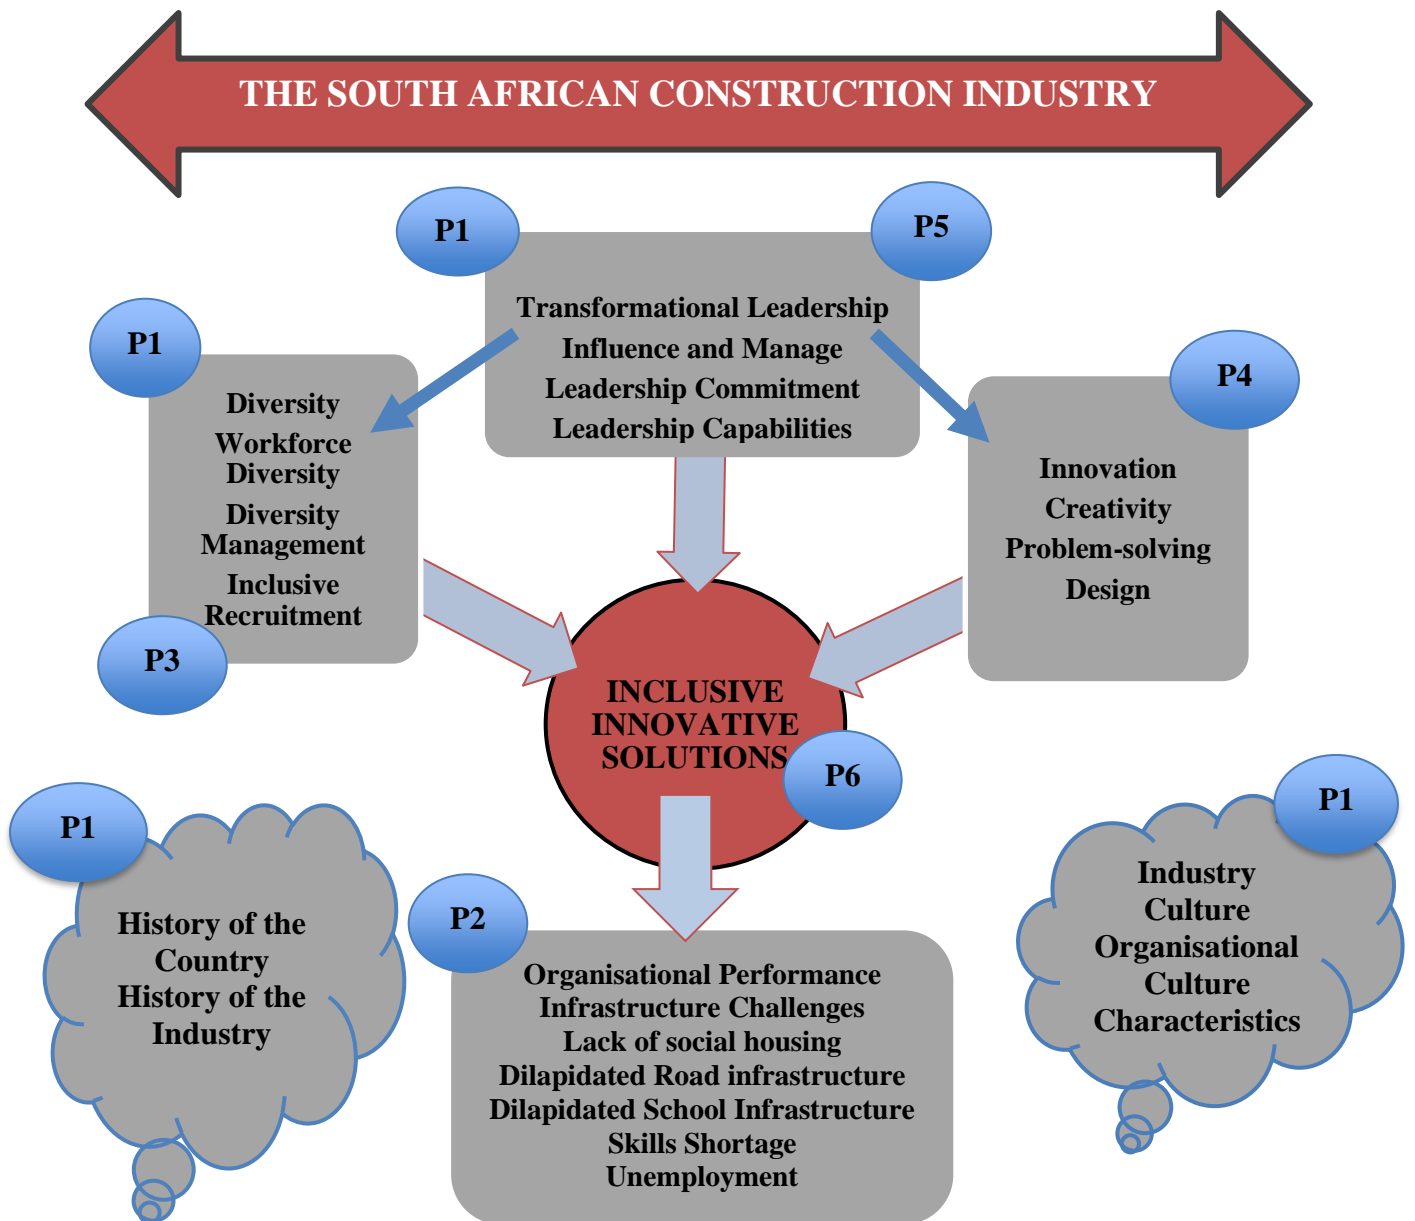 THE SOUTH AFRICAN CONSTRUCTION INDUSTRY
P1
P5
Transformational Leadership
Influence and Manage
Leadership Commitment
Leadership Capabilities
P1
Diversity
Workforce
Diversity
Diversity
Management
Inclusive
Recruitment
P3
P4
Innovation
Creativity
Problem-solving
Design
INCLUSIVE
INNOVATIVE
SOLUTIONS
P6
P1
History of the
Country
History of the
Industry
P2
Organisational Performance
Infrastructure Challenges
Lack of social housing
Dilapidated Road infrastructure
Dilapidated School Infrastructure
Skills Shortage
Unemployment
P1
Industry
Culture
Organisational
Culture
Characteristics